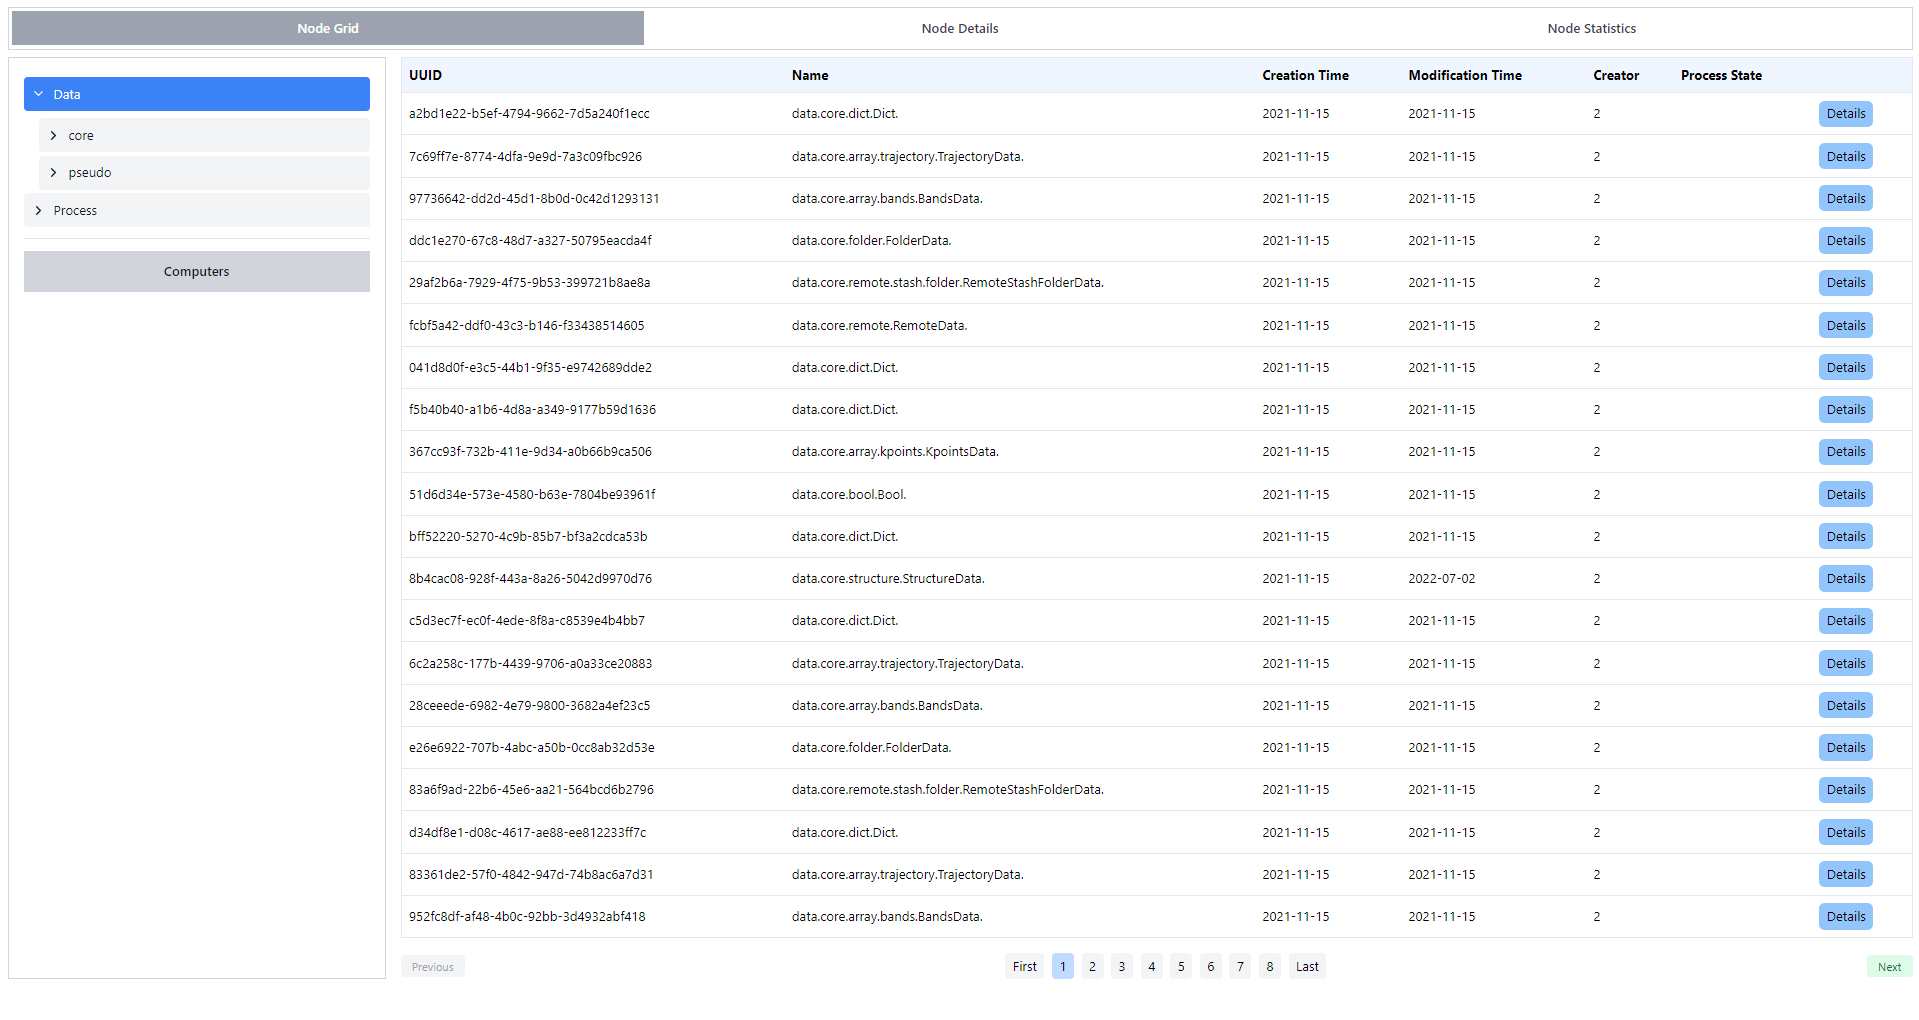 Node Grid Node Details Node Statistics
Data
core
pseudo
Process
Computers
UUID Name Creation Time Modification Time Creator Process State
a2bd1e22-b5ef-4794-9662-7d5a240f1ecc data.core.dict.Dict. 2021-11-15 2021-11-15 2 Details
7c69ff7e-8774-4dfa-9e9d-7a3c09fbc926 data.core.array.trajectory.TrajectoryData. 2021-11-15 2021-11-15 2 Details
97736642-dd2d-45d1-8b0d-0c42d1293131 data.core.array.bands.BandsData. 2021-11-15 2021-11-15 2 Details
ddc1e270-67c8-48d7-a327-50795eacda4f data.core.folder.FolderData. 2021-11-15 2021-11-15 2 Details
29af2b6a-7929-4f75-9b53-399721b8ae8a data.core.remote.stash.folder.RemoteStashFolderData. 2021-11-15 2021-11-15 2 Details
fcbf5a42-ddf0-43c3-b146-f33438514605 data.core.remote.RemoteData. 2021-11-15 2021-11-15 2 Details
041d8d0f-e3c5-44b1-9f35-e9742689dde2 data.core.dict.Dict. 2021-11-15 2021-11-15 2 Details
f5b40b40-a1b6-4d8a-a349-9177b59d1636 data.core.dict.Dict. 2021-11-15 2021-11-15 2 Details
367cc93f-732b-411e-9d34-a0b66b9ca506 data.core.array.kpoints.KpointsData. 2021-11-15 2021-11-15 2 Details
51d6d34e-573e-4580-b63e-7804be93961f data.core.bool.Bool. 2021-11-15 2021-11-15 2 Details
bff52220-5270-4c9b-85b7-bf3a2cdca53b data.core.dict.Dict. 2021-11-15 2021-11-15 2 Details
8b4cac08-928f-443a-8a26-5042d9970d76 data.core.structure.StructureData. 2021-11-15 2022-07-02 2 Details
c5d3ec7f-ec0f-4ede-8f8a-c8539e4b4bb7 data.core.dict.Dict. 2021-11-15 2021-11-15 2 Details
6c2a258c-177b-4439-9706-a0a33ce20883 data.core.array.trajectory.TrajectoryData. 2021-11-15 2021-11-15 2 Details
28ceeede-6982-4e79-9800-3682a4ef23c5 data.core.array.bands.BandsData. 2021-11-15 2021-11-15 2 Details
e26e6922-707b-4abc-a50b-0cc8ab32d53e data.core.folder.FolderData. 2021-11-15 2021-11-15 2 Details
83a6f9ad-22b6-45e6-aa21-564bcd6b2796 data.core.remote.stash.folder.RemoteStashFolderData. 2021-11-15 2021-11-15 2 Details
d34df8e1-d08c-4617-ae88-ee812233ff7c data.core.dict.Dict. 2021-11-15 2021-11-15 2 Details
83361de2-57f0-4842-947d-74b8ac6a7d31 data.core.array.trajectory.TrajectoryData. 2021-11-15 2021-11-15 2 Details
952fc8df-af48-4b0c-92bb-3d4932abf418 data.core.array.bands.BandsData. 2021-11-15 2021-11-15 2 Details
Previous First 1 2 3 4 5 6 7 8 Last Next